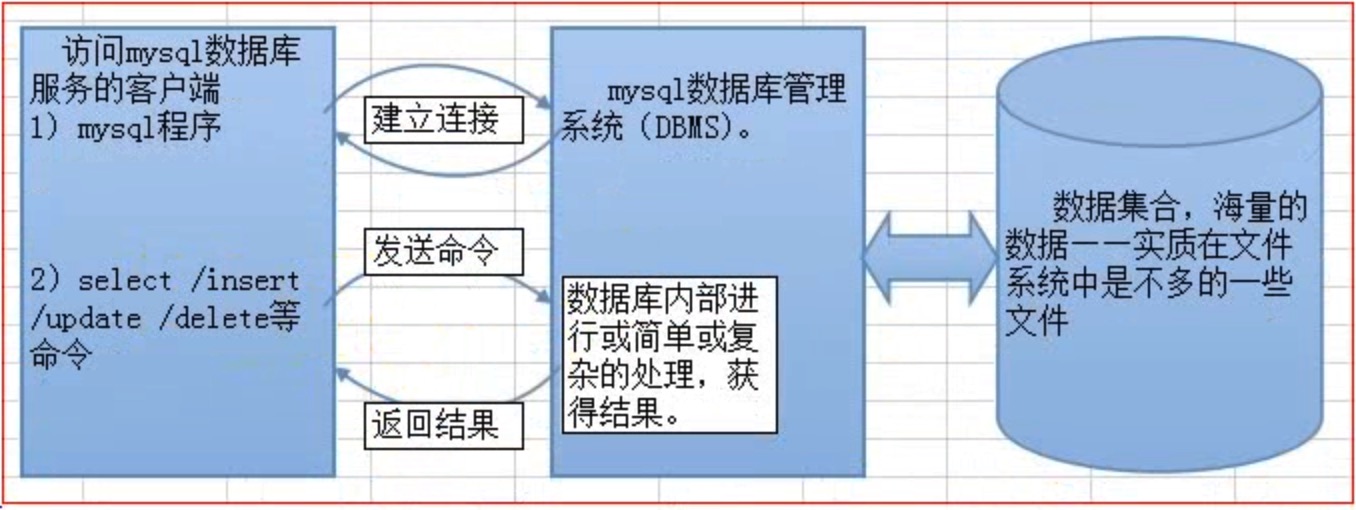 访问mysql数据库
服务的客户端
1) mysql程序
2) select /insert
/update /delete等
命令
建立连接
发送命令
返回结果
mysql数据库管理
系统（DBMS)。
数据库内部进
行或简单或复
杂的处理，获
得结果。
数据集合，海量的
数据——实质在文件
系统中是不多的一些
文件